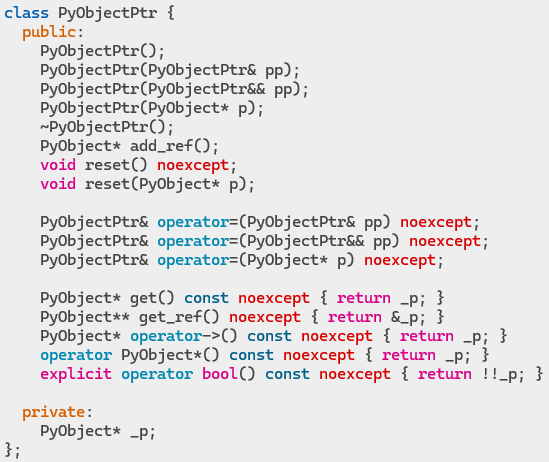 class PyObjectPtr {
  public:
    PyObjectPtr();
    PyObjectPtr(PyObjectPtr& pp);
    PyObjectPtr(PyObjectPtr&& pp);
    PyObjectPtr(PyObject* p);
    ~PyObjectPtr();
    PyObject* add_ref();
    void reset() noexcept;
    void reset(PyObject* p);

    PyObjectPtr& operator=(PyObjectPtr& pp) noexcept;
    PyObjectPtr& operator=(PyObjectPtr&& pp) noexcept;
    PyObjectPtr& operator=(PyObject* p) noexcept;

    PyObject* get() const noexcept { return _p; }
    PyObject** get_ref() noexcept { return &_p; }
    PyObject* operator->() const noexcept { return _p; }
    operator PyObject*() const noexcept { return _p; }
    explicit operator bool() const noexcept { return !!_p; }

  private:
    PyObject* _p;
};